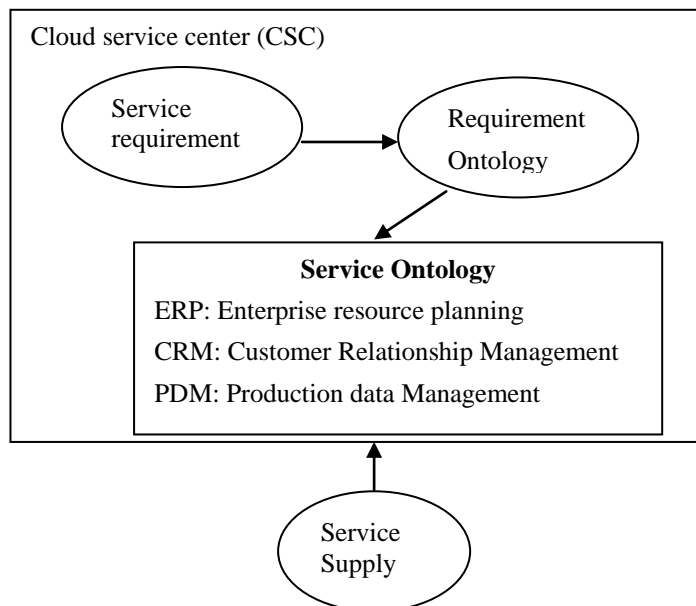 Cloud service center (CSC)
Service
requirement
Requirement
Ontology
Service Ontology
ERP: Enterprise resource planning
CRM: Customer Relationship Management
PDM: Production data Management
Service
Supply